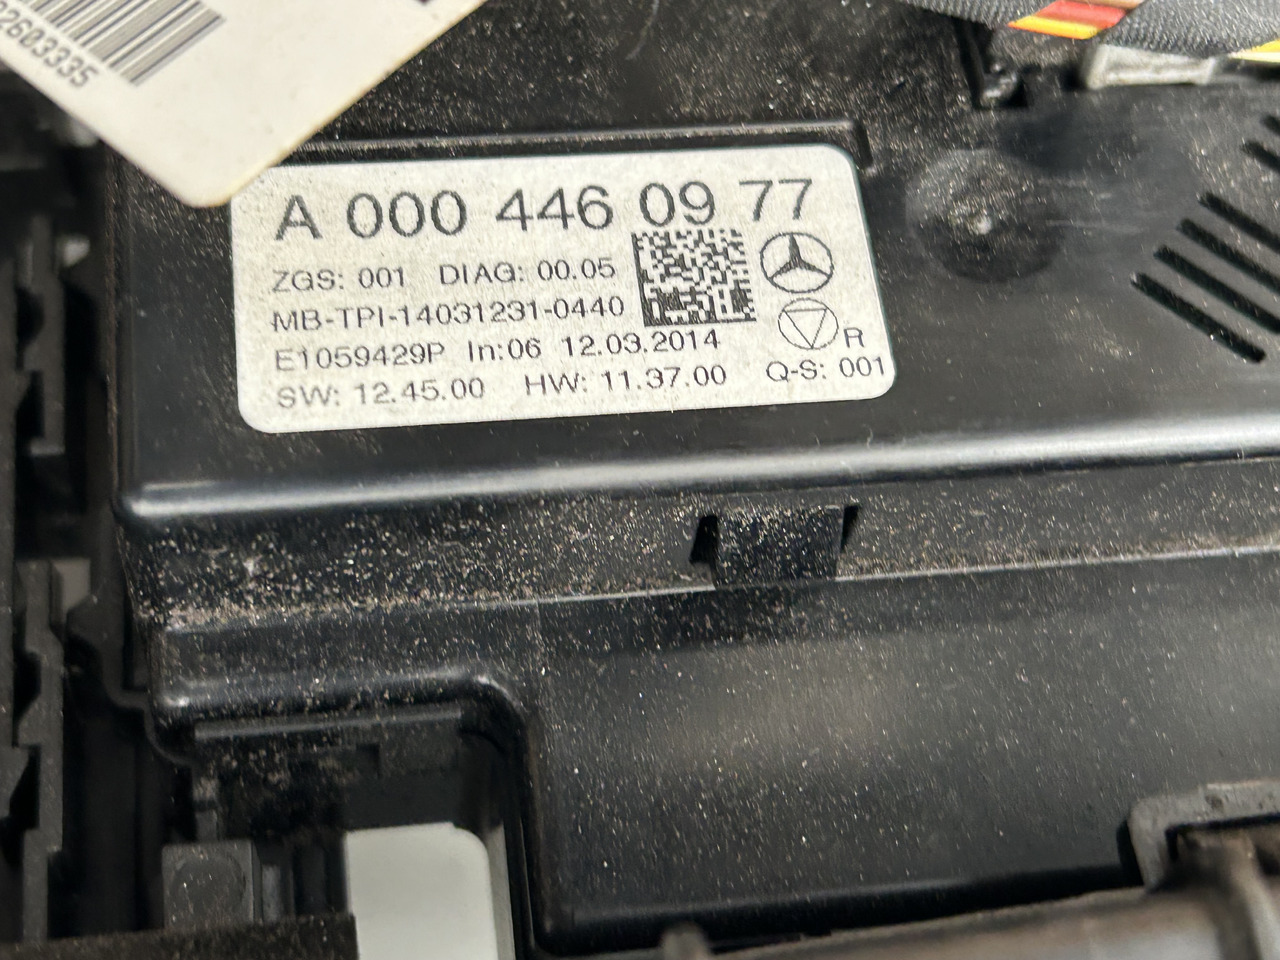 2603335
A 000 446 09 77
ZGS: 001 DIAG: 00.05
MB-TPI-14031231-0440
E1059429P In:06 12.03.2014
R
SW: 12.45.00 HW: 11.37.00 Q-S: 001